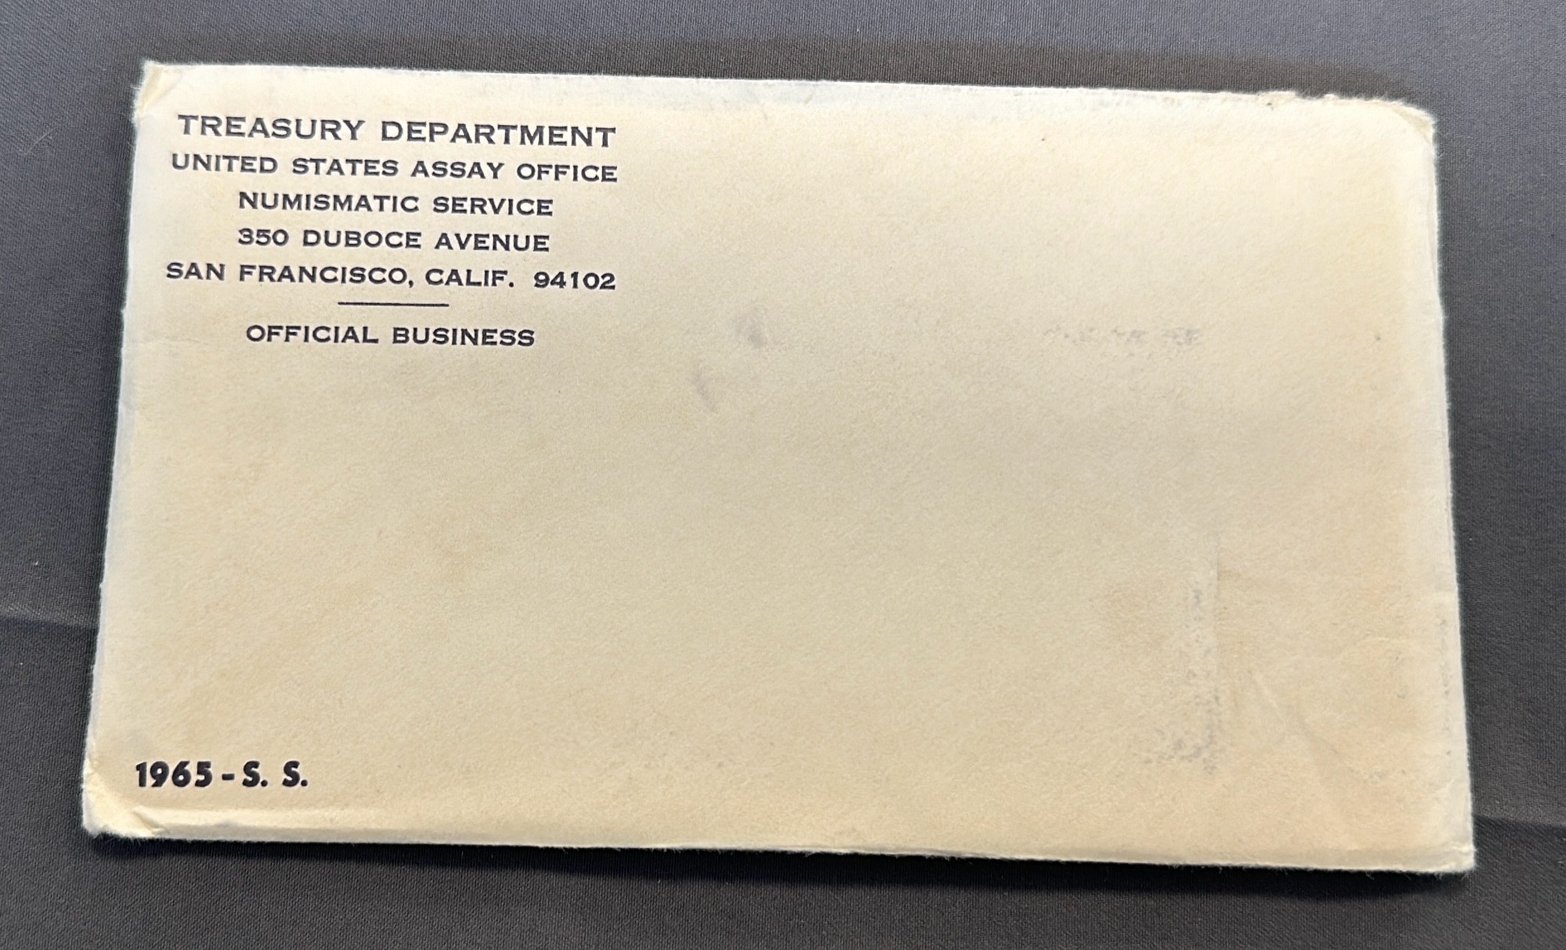 TREASURY DEPARTMENT
UNITED STATES ASSAY OFFICE
NUMISMATIC SERVICE
350 DUBOCE AVENUE
SAN FRANCISCO, CALIF. 94102
OFFICIAL BUSINESS
1965 - S. S.